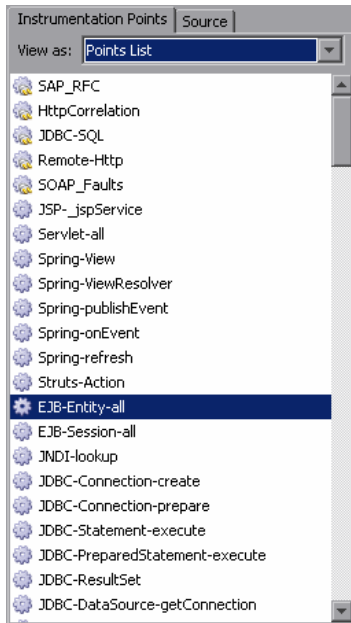 Instrumentation Points Source
View as: Points List
SAP_RFC
HttpCorrelation
JDBC-SQL
Remote-Http
SOAP_Faults
JSP-_jspService
Servlet-all
Spring-View
Spring-ViewResolver
Spring-publishEvent
Spring-onEvent
Spring-refresh
Struts-Action
EJB-Entity-all
EJB-Session-all
JNDI-lookup
JDBC-Connection-create
JDBC-Connection-prepare
JDBC-Statement-execute
JDBC-PreparedStatement-execute
JDBC-ResultSet
JDBC-DataSource-getConnection